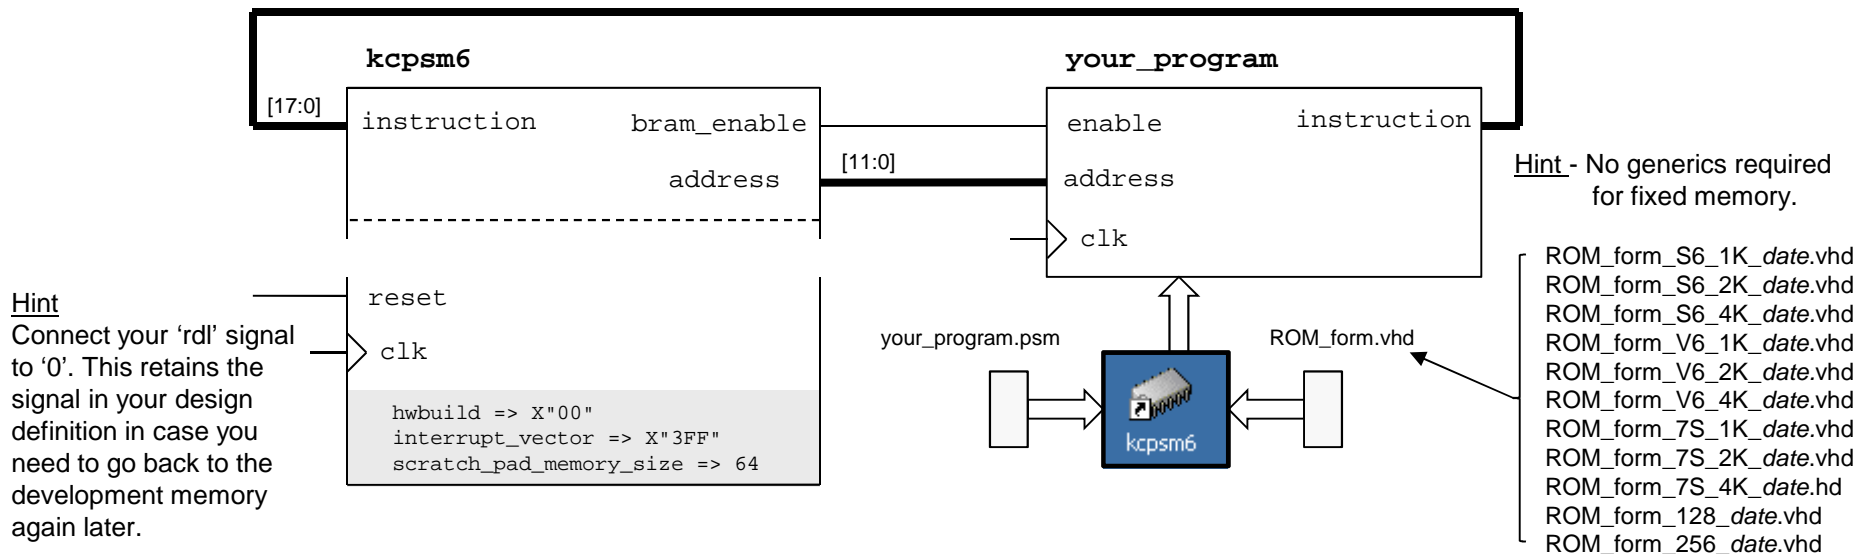 kcpsm6
your_program
[17:0]
instruction
bram_enable
[11:0]
address
enable
instruction
address
clk
Hint - No generics required
for fixed memory.
reset
clk
hwbuild => X"00"
interrupt_vector => X"3FF"
scratch_pad_memory_size => 64
Hint
Connect your ‘rdl’ signal
to ‘0’. This retains the
signal in your design
definition in case you
need to go back to the
development memory
again later.
your_program.psm
ROM_form.vhd
kcpsm6
ROM_form_S6_1K_date.vhd
ROM_form_S6_2K_date.vhd
ROM_form_S6_4K_date.vhd
ROM_form_V6_1K_date.vhd
ROM_form_V6_2K_date.vhd
ROM_form_V6_4K_date.vhd
ROM_form_7S_1K_date.vhd
ROM_form_7S_2K_date.vhd
ROM_form_7S_4K_date.hd
ROM_form_128_date.vhd
ROM_form_256_date.vhd